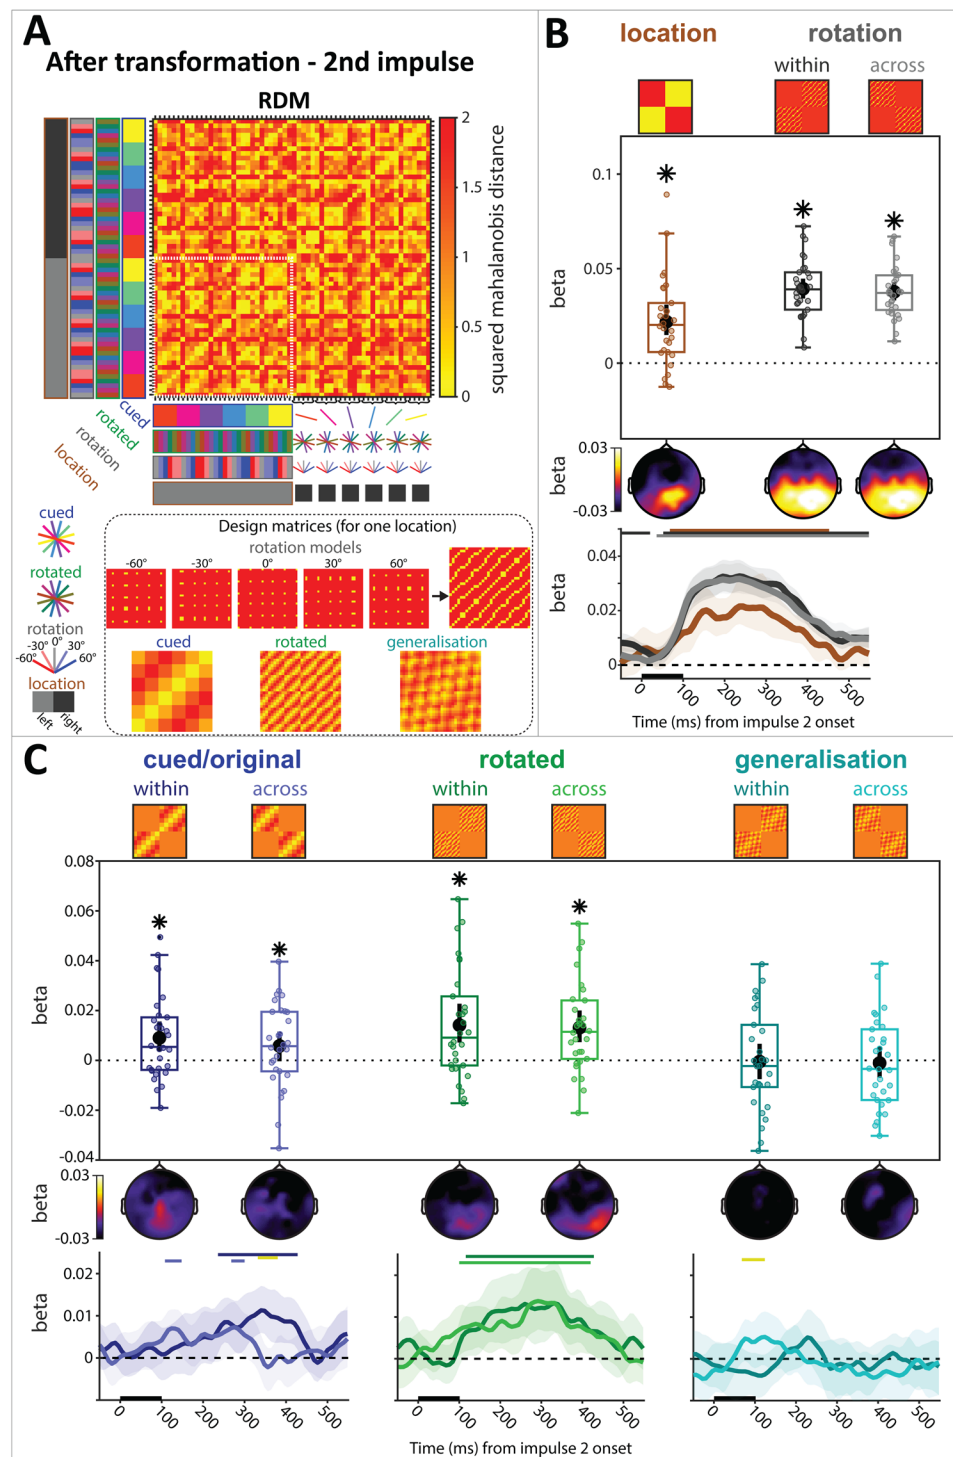 A
After transformation - 2nd impulse
RDM
2
1.5
1
0.5
0
squared mahalanobis distance
cued
rotated
rotation
location
cued
rotated
rotation
-60° -30° 0° 30° 60°
location
left right
Design matrices (for one location)
rotation models
-60° -30° 0° 30° 60°
cued rotated generalisation
B
location rotation
within across
0.1
0.05
0
beta
0.03
-0.03
beta
0.04
0.02
0
beta
0 100 200 300 400 500
Time (ms) from impulse 2 onset
C
cued/original rotated generalisation
within across within across within across
0.08
0.06
0.04
0.02
0
-0.02
-0.04
beta
0.03
-0.03
beta
0.02
0.01
0
beta
0 100 200 300 400 500
0 100 200 300 400 500
0 100 200 300 400 500
Time (ms) from impulse 2 onset